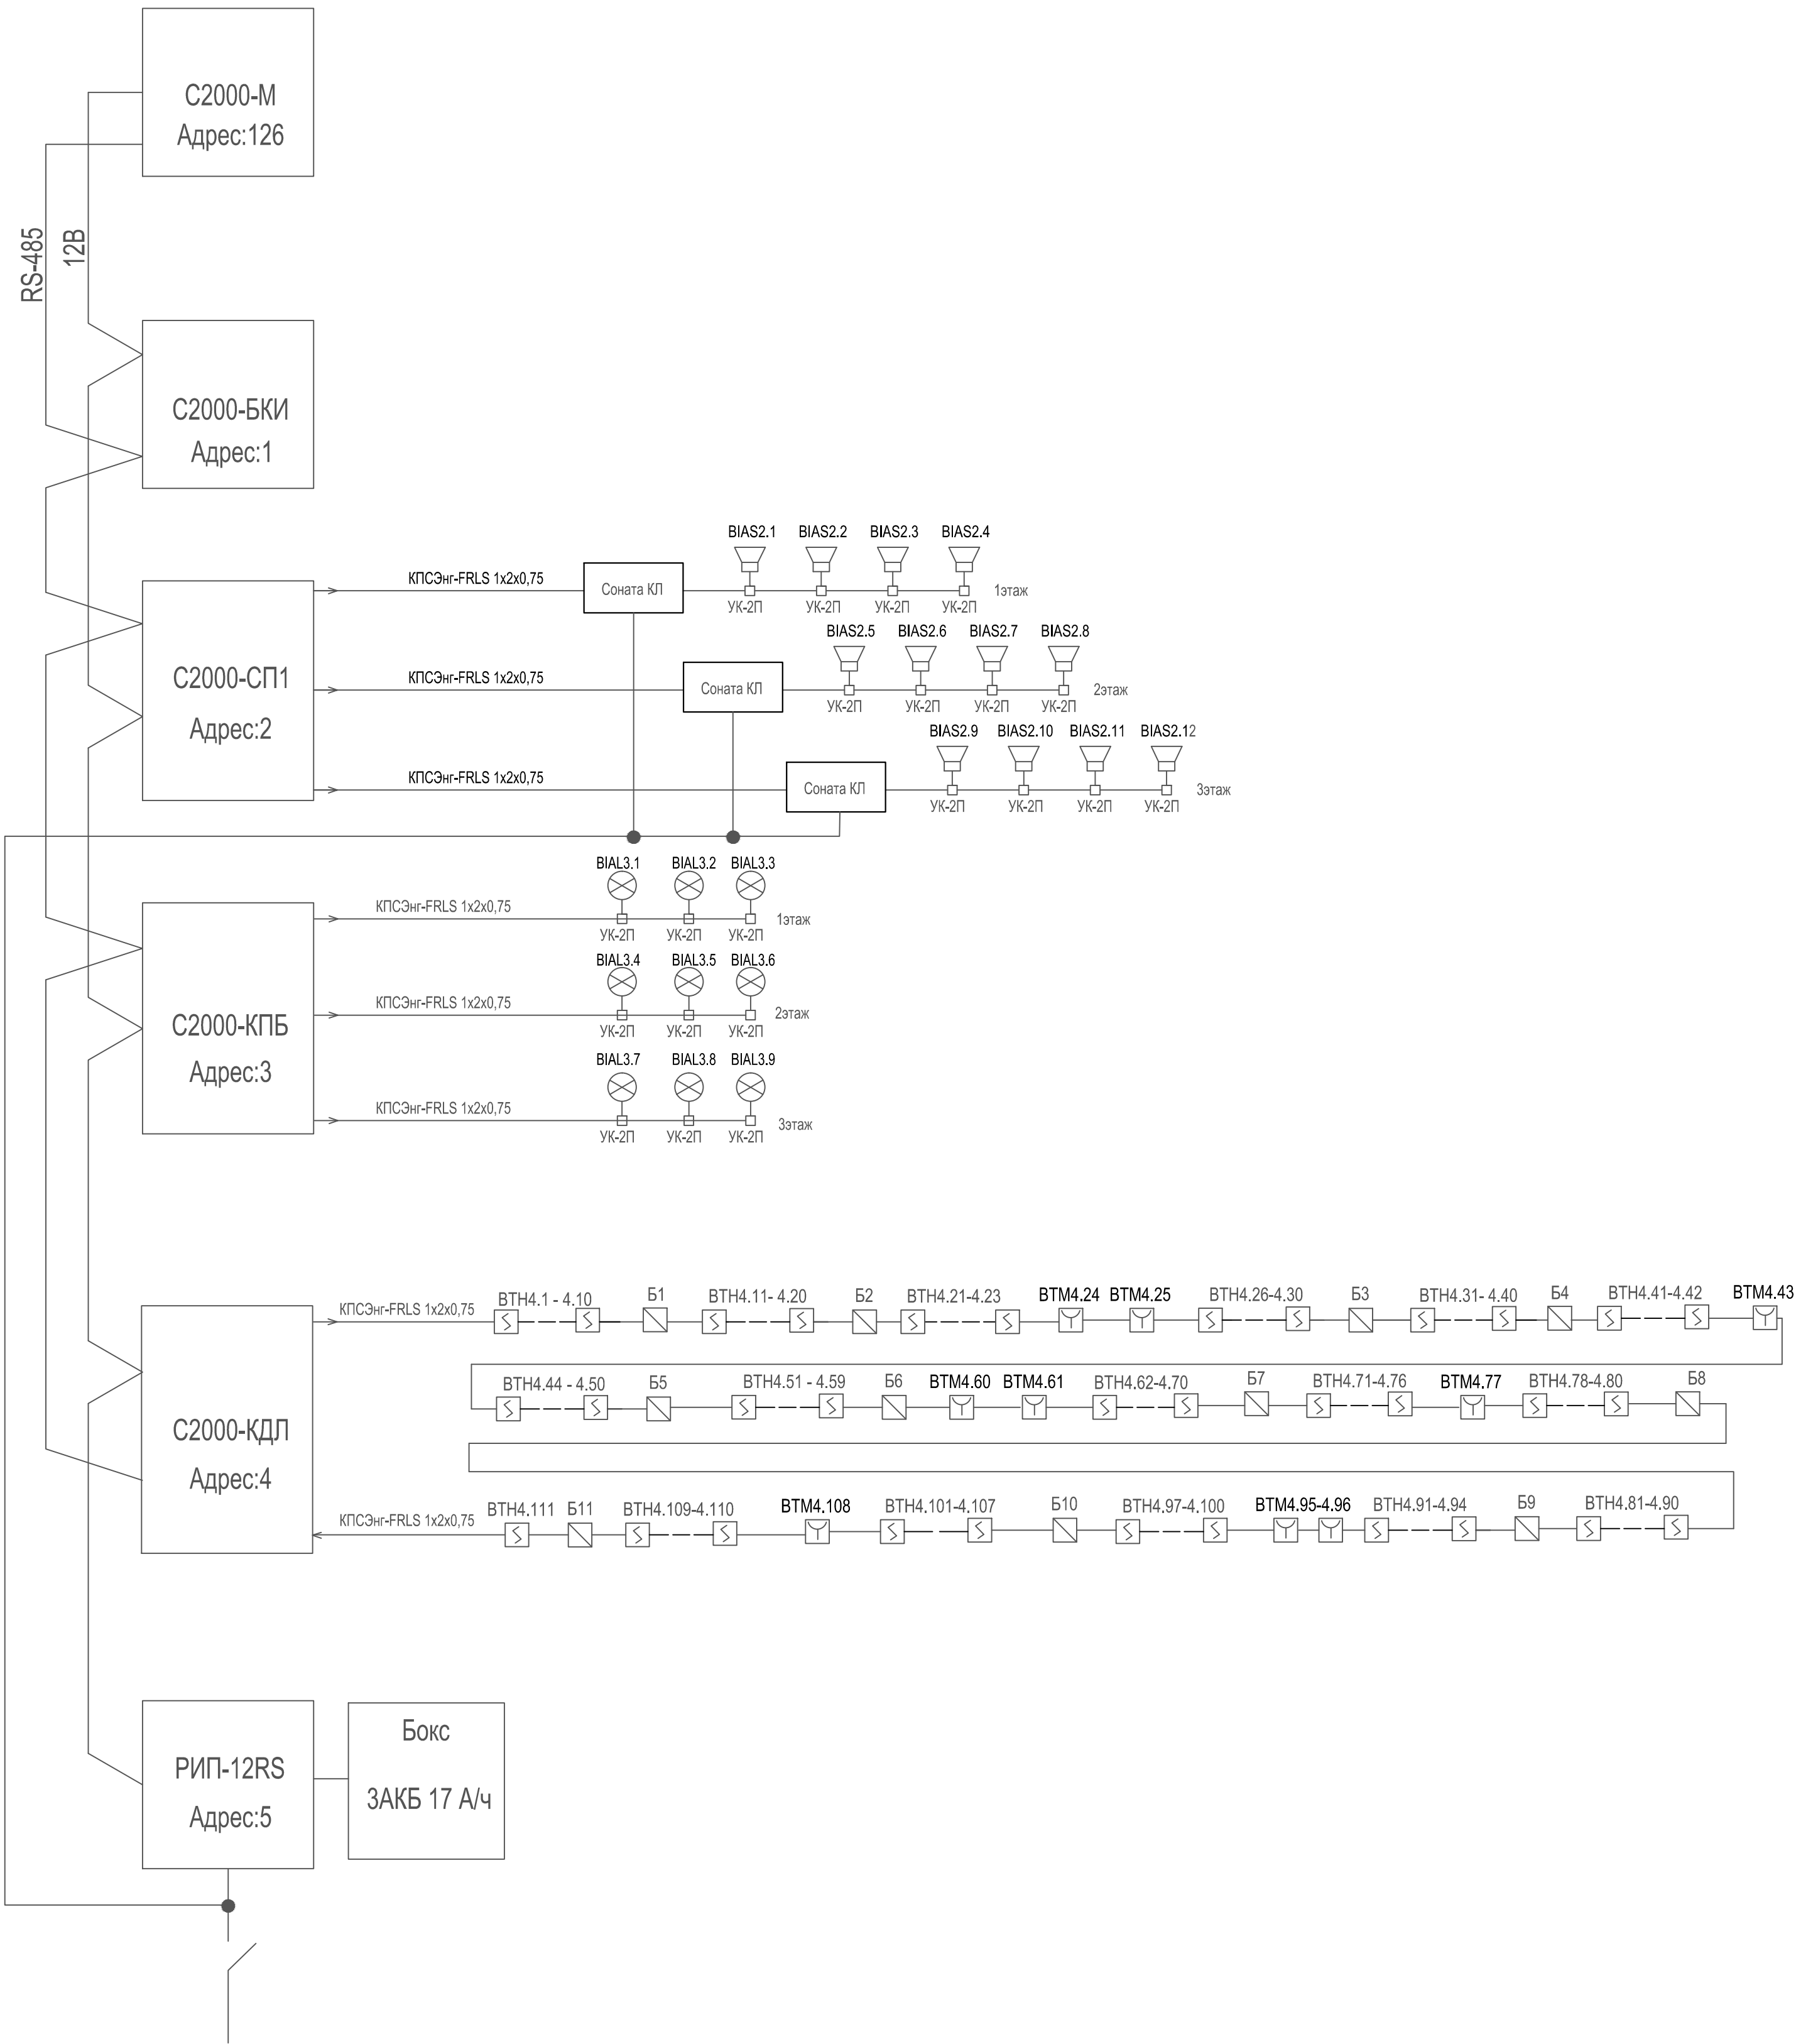 С2000-М
Адрес:126
RS-485
12В
С2000-БКИ
Адрес:1
BIAS2.1 BIAS2.2 BIAS2.3 BIAS2.4
КПСЭнг-FRLS 1х2х0,75
Соната КЛ
1этаж
УК-2П УК-2П УК-2П УК-2П
BIAS2.5 BIAS2.6 BIAS2.7 BIAS2.8
С2000-СП1
КПСЭнг-FRLS 1х2х0,75
Соната КЛ
2этаж
УК-2П УК-2П УК-2П УК-2П
Адрес:2
BIAS2.9 BIAS2.10 BIAS2.11 BIAS2.12
КПСЭнг-FRLS 1х2х0,75
Соната КЛ
3этаж
УК-2П УК-2П УК-2П УК-2П
BIAL3.1 BIAL3.2 BIAL3.3
КПСЭнг-FRLS 1х2х0,75
1этаж
УК-2П УК-2П УК-2П
BIAL3.4 BIAL3.5 BIAL3.6
КПСЭнг-FRLS 1х2х0,75
2этаж
С2000-КПБ
УК-2П УК-2П УК-2П
Адрес:3
BIAL3.7 BIAL3.8 BIAL3.9
КПСЭнг-FRLS 1х2х0,75
3этаж
УК-2П УК-2П УК-2П
КПСЭнг-FRLS 1х2х0,75
ВТН4.1 - 4.10 Б1 ВТН4.11- 4.20 Б2 ВТН4.21-4.23 ВТМ4.24 ВТМ4.25 ВТН4.26-4.30 Б3 ВТН4.31- 4.40 Б4 ВТН4.41-4.42 ВТМ4.43
ВТН4.44 - 4.50 Б5 ВТН4.51 - 4.59 Б6 ВТМ4.60 ВТМ4.61 ВТН4.62-4.70 Б7 ВТН4.71-4.76 ВТМ4.77 ВТН4.78-4.80 Б8
С2000-КДЛ
Адрес:4
КПСЭнг-FRLS 1х2х0,75
ВТН4.111 Б11 ВТН4.109-4.110 ВТМ4.108 ВТН4.101-4.107 Б10 ВТН4.97-4.100 ВТМ4.95-4.96 ВТН4.91-4.94 Б9 ВТН4.81-4.90
РИП-12RS
Адрес:5
Бокс
3АКБ 17 А/ч